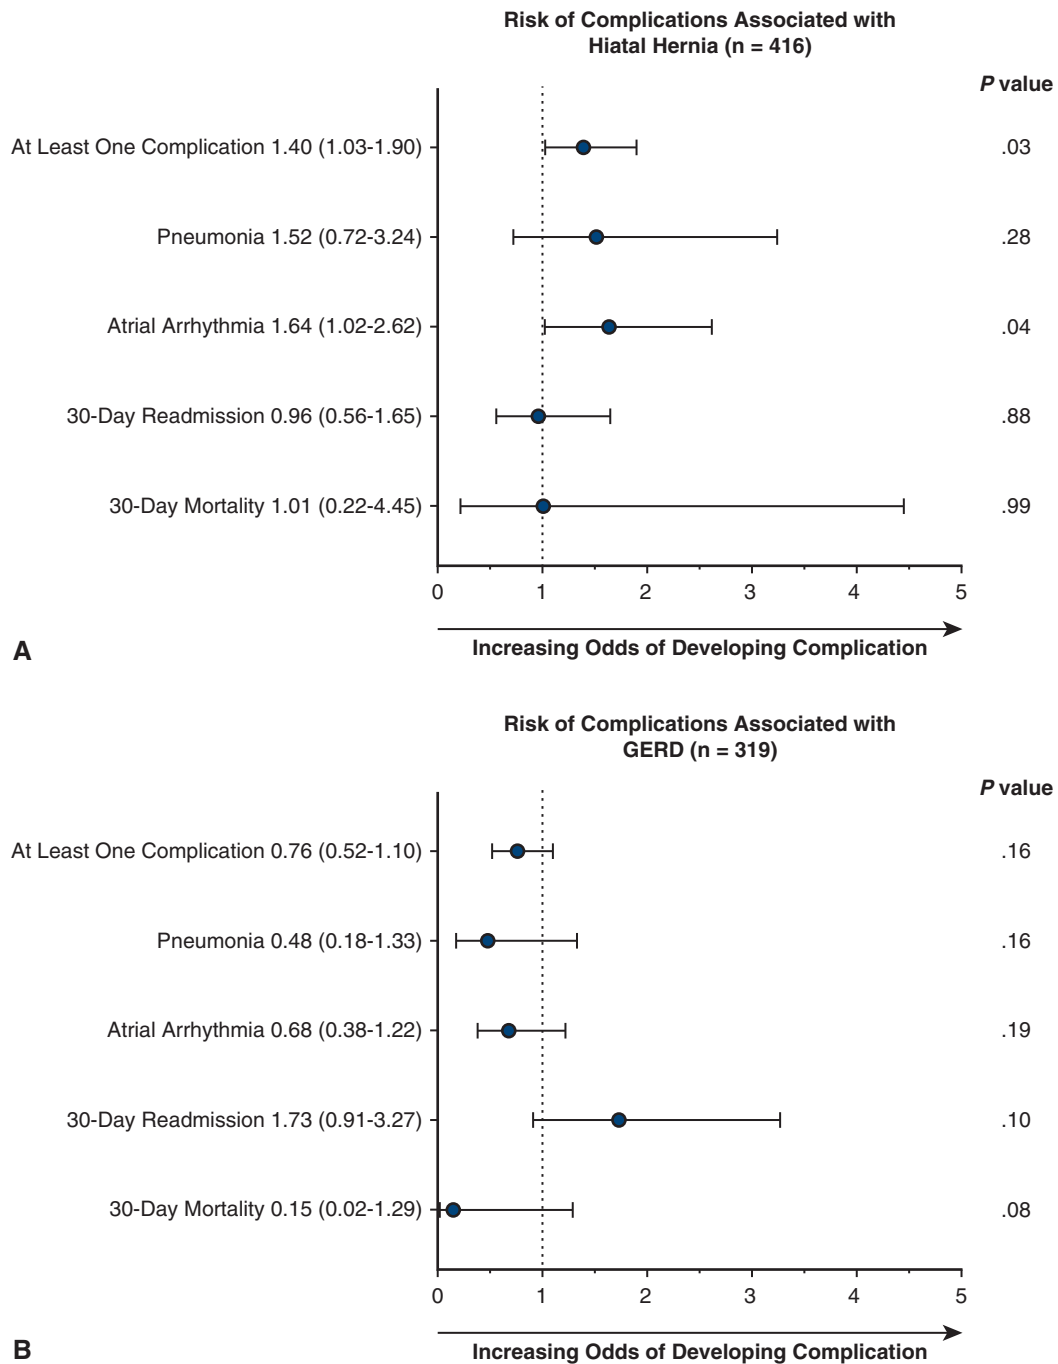 Risk of Complications Associated with
Hiatal Hernia (n = 416)
P value
At Least One Complication 1.40 (1.03-1.90) .03
Pneumonia 1.52 (0.72-3.24) .28
Atrial Arrhythmia 1.64 (1.02-2.62) .04
30-Day Readmission 0.96 (0.56-1.65) .88
30-Day Mortality 1.01 (0.22-4.45) .99
0 1 2 3 4 5
Increasing Odds of Developing Complication
A
Risk of Complications Associated with
GERD (n = 319)
P value
At Least One Complication 0.76 (0.52-1.10) .16
Pneumonia 0.48 (0.18-1.33) .16
Atrial Arrhythmia 0.68 (0.38-1.22) .19
30-Day Readmission 1.73 (0.91-3.27) .10
30-Day Mortality 0.15 (0.02-1.29) .08
0 1 2 3 4 5
Increasing Odds of Developing Complication
B